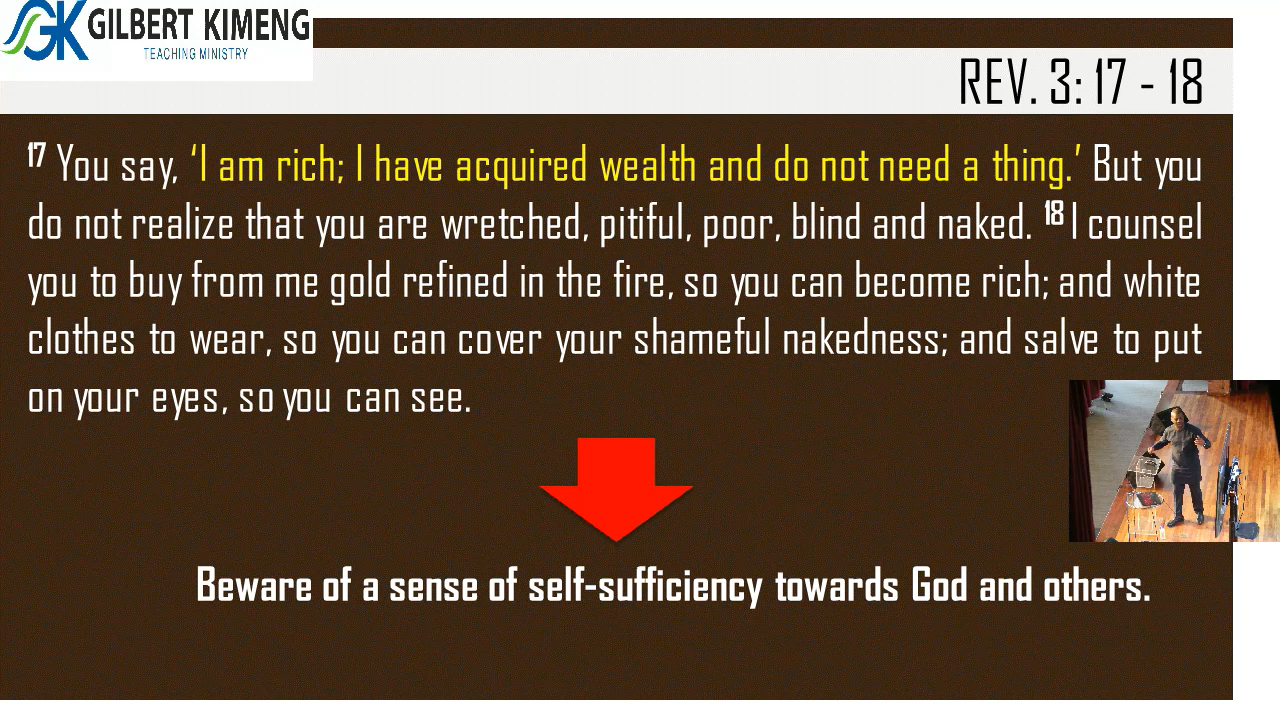 GK GILBERT KIMENG
TEACHING MINISTRY
REV. 3:17 - 18
17 You say, ‘I am rich; I have acquired wealth and do not need a thing.’ But you
do not realize that you are wretched, pitiful, poor, blind and naked. 18 I counsel
you to buy from me gold refined in the fire, so you can become rich; and white
clothes to wear, so you can cover your shameful nakedness; and salve to put
on your eyes, so you can see.
Beware of a sense of self-sufficiency towards God and others.